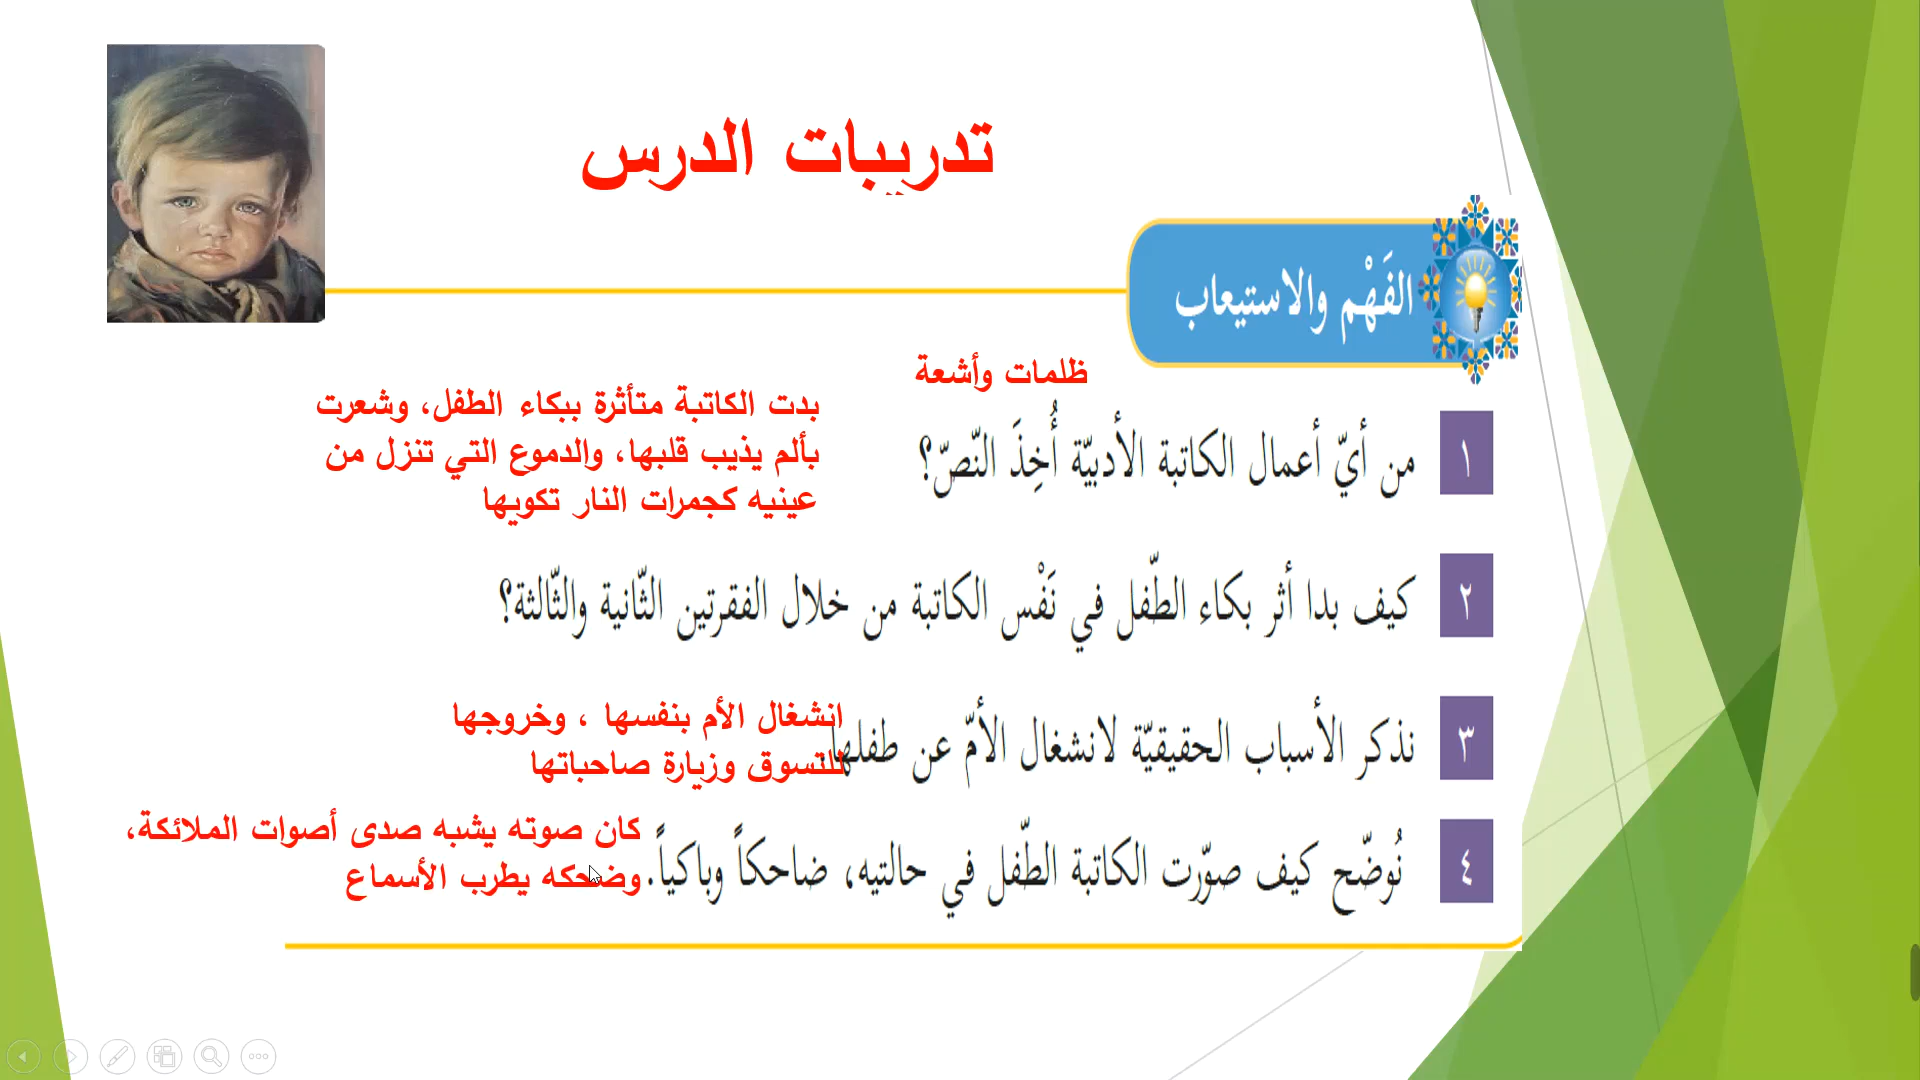 تدريبات الدرس
الفَهْم والاستيعاب
ظلمات وأشعة
١ من أيّ أعمال الكاتبة الأدبيّة أُخِذَ النّصّ؟
بدت الكاتبة متأثرة ببكاء الطفل، وشعرت
بألم يذيب قلبها، والدموع التي تنزل من
عينيه كجمرات النار تكويها
٢ كيف بدا أثر بكاء الطّفل في نَفْس الكاتبة من خلال الفقرتين الثّانية والثّالثة؟
٣ نذكر الأسباب الحقيقيّة لانشغال الأمّ عن طفلها.
انشغال الأم بنفسها ، وخروجها
للتسوق وزيارة صاحباتها
٤ نُوضّح كيف صوّرت الكاتبة الطّفل في حالتيه، ضاحكاً وباكياً.
كان صوته يشبه صدى أصوات الملائكة،
وضحكه يطرب الأسماع